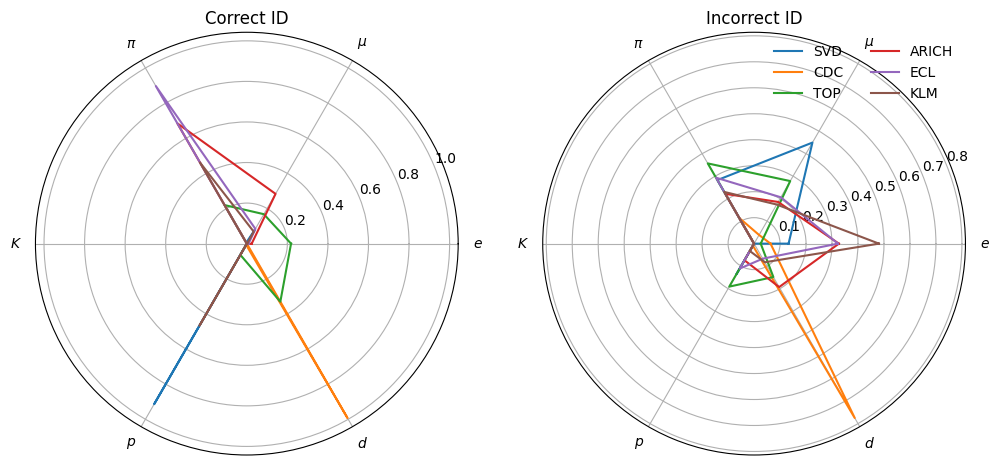 Correct ID
Incorrect ID
π
μ
K
e
p
d
0.2
0.4
0.6
0.8
1.0
π
μ
K
e
p
d
0.1
0.2
0.3
0.4
0.5
0.6
0.7
0.8
SVD
CDC
TOP
ARICH
ECL
KLM